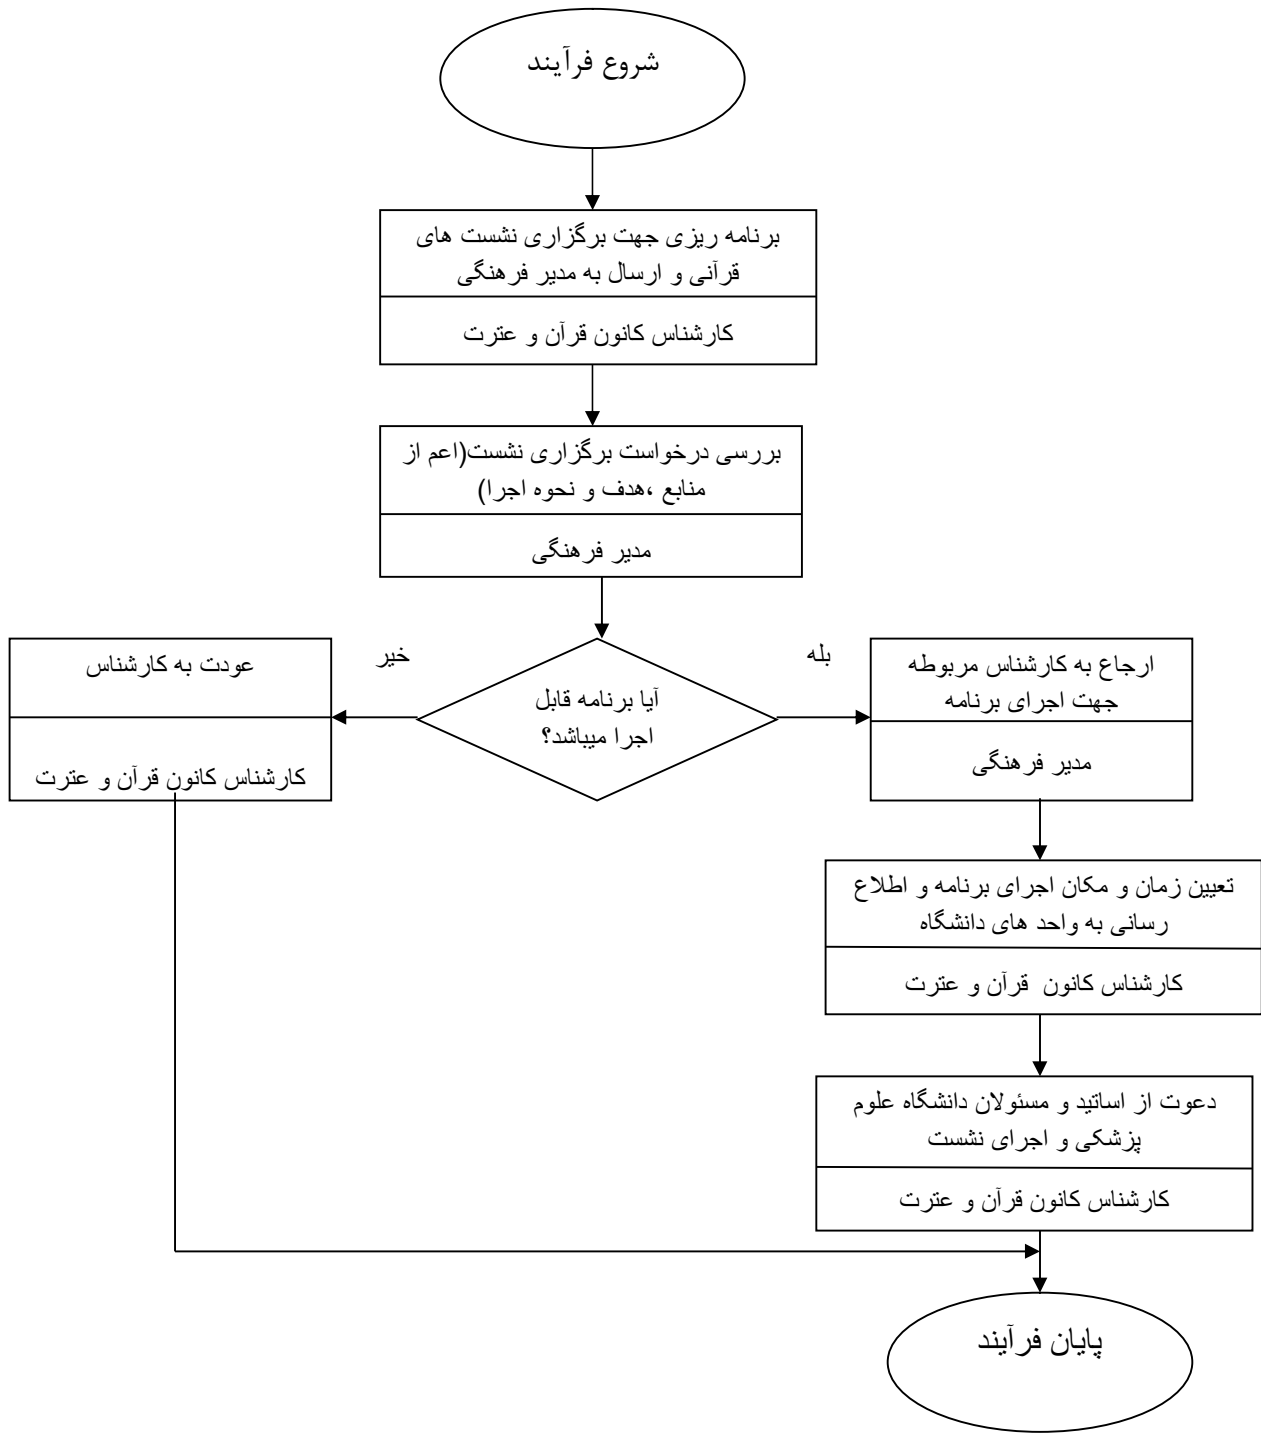 شروع فرآیند
برنامه ریزی جهت برگزاری نشست های
قرآنی و ارسال به مدیر فرهنگی
کارشناس کانون قرآن و عترت
بررسی درخواست برگزاری نشست(اعم از
منابع ،هدف و نحوه اجرا)
مدیر فرهنگی
آیا برنامه قابل
اجرا میباشد؟
بله
ارجاع به کارشناس مربوطه
جهت اجرای برنامه
مدیر فرهنگی
خیر
عودت به کارشناس
کارشناس کانون قرآن و عترت
تعیین زمان و مکان اجرای برنامه و اطلاع
رسانی به واحد های دانشگاه
کارشناس کانون قرآن و عترت
دعوت از اساتید و مسئولان دانشگاه علوم
پزشکی و اجرای نشست
کارشناس کانون قرآن و عترت
پایان فرآیند